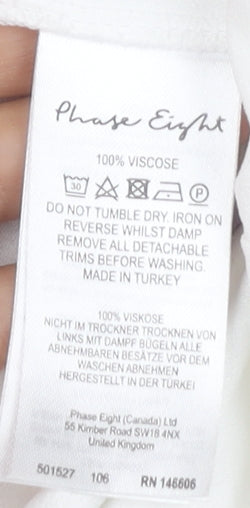 Phase Eight
100% VISCOSE
30 P
DO NOT TUMBLE DRY. IRON ON
REVERSE WHILST DAMP
REMOVE ALL DETACHABLE
TRIMS BEFORE WASHING.
MADE IN TURKEY
100% VISKOSE
NICHT IM TROCKNER TROCKNEN VON
LINKS MIT DAMPF BÜGELN ALLE
ABNEHMBAREN BESÄTZE VOR DEM
WASCHEN ABNEHMEN
HERGESTELLT IN DER TÜRKEI
Phase Eight (Canada) Ltd
55 Kimber Road SW18 4NX
United Kingdom
501527 106 RN 146606